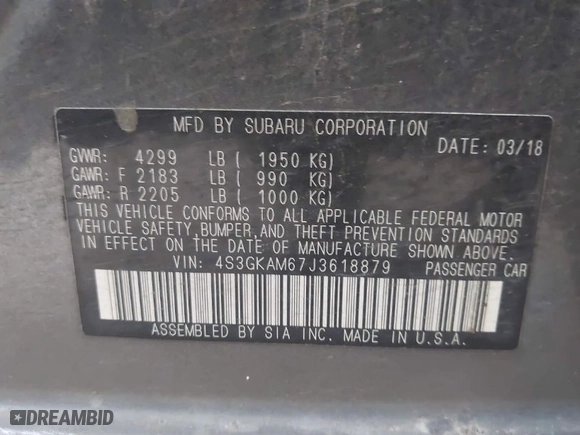 MFD BY SUBARU CORPORATION
DATE: 03/18
GVWR: 4299 LB ( 1950 KG)
GAWR: F 2183 LB ( 990 KG)
GAWR: R 2205 LB ( 1000 KG)
THIS VEHICLE CONFORMS TO ALL APPLICABLE FEDERAL MOTOR
VEHICLE SAFETY, BUMPER, AND THEFT PREVENTION STANDARDS
IN EFFECT ON THE DATE OF MANUFACTURE SHOWN ABOVE.
VIN: 4S3GKAM67J3618879 PASSENGER CAR
ASSEMBLED BY SIA INC. MADE IN U.S.A.
DREAMBID